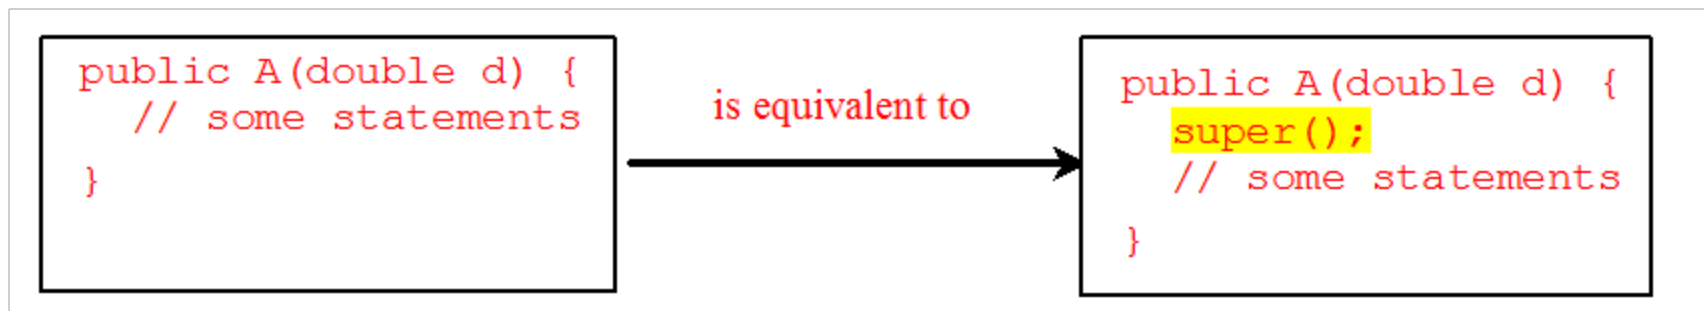 public A(double d) {
// some statements
}
is equivalent to
public A(double d) {
super();
// some statements
}